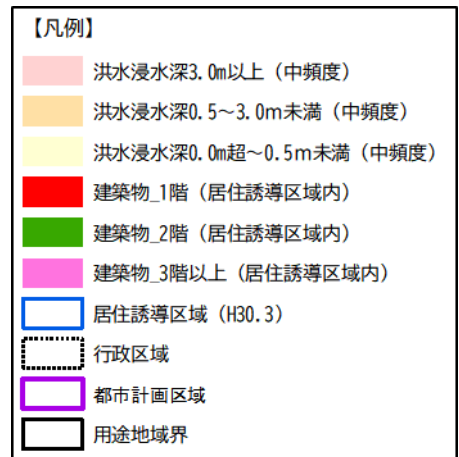 【凡例】
洪水浸水深3.0m以上（中頻度）
洪水浸水深0.5～3.0m未満（中頻度）
洪水浸水深0.0m超～0.5m未満（中頻度）
建築物_1階（居住誘導区域内）
建築物_2階（居住誘導区域内）
建築物_3階以上（居住誘導区域内）
居住誘導区域（H30.3）
行政区域
都市計画区域
用途地域界